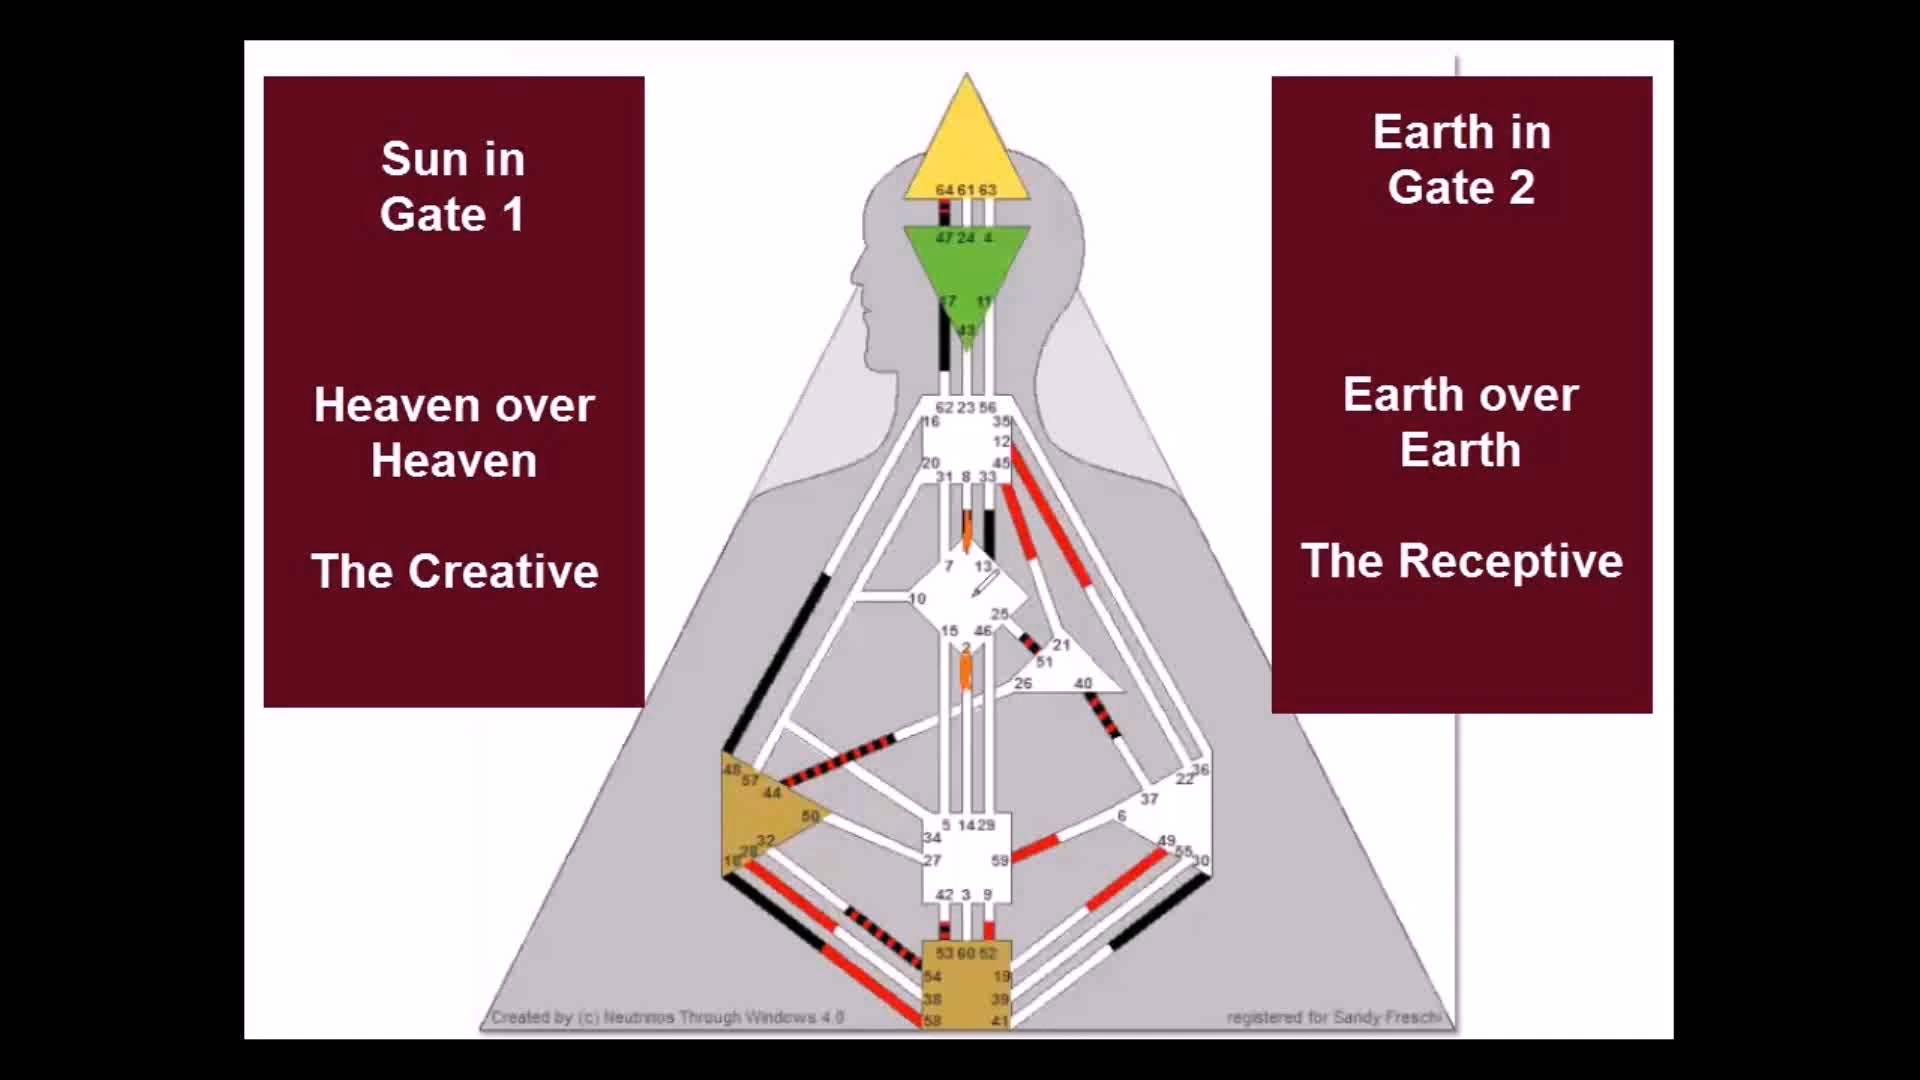 Sun in
Gate 1
Heaven over
Heaven
The Creative
Earth in
Gate 2
Earth over
Earth
The Receptive
64 61 63
47 24 4
17 11
43
62 23 56
16 35
12
20 45
31 8 33
7 13
10
25
15 46
2
21
51
26 40
48 36
57 22
44 37
50 6
5 14 29
34
27 59
32 49
28 55
18 30
42 3 9
53 60 52
54 19
38 39
58 41
Created by (c) Neutrinos Through Windows 4.0
registered for Sandy Freschi